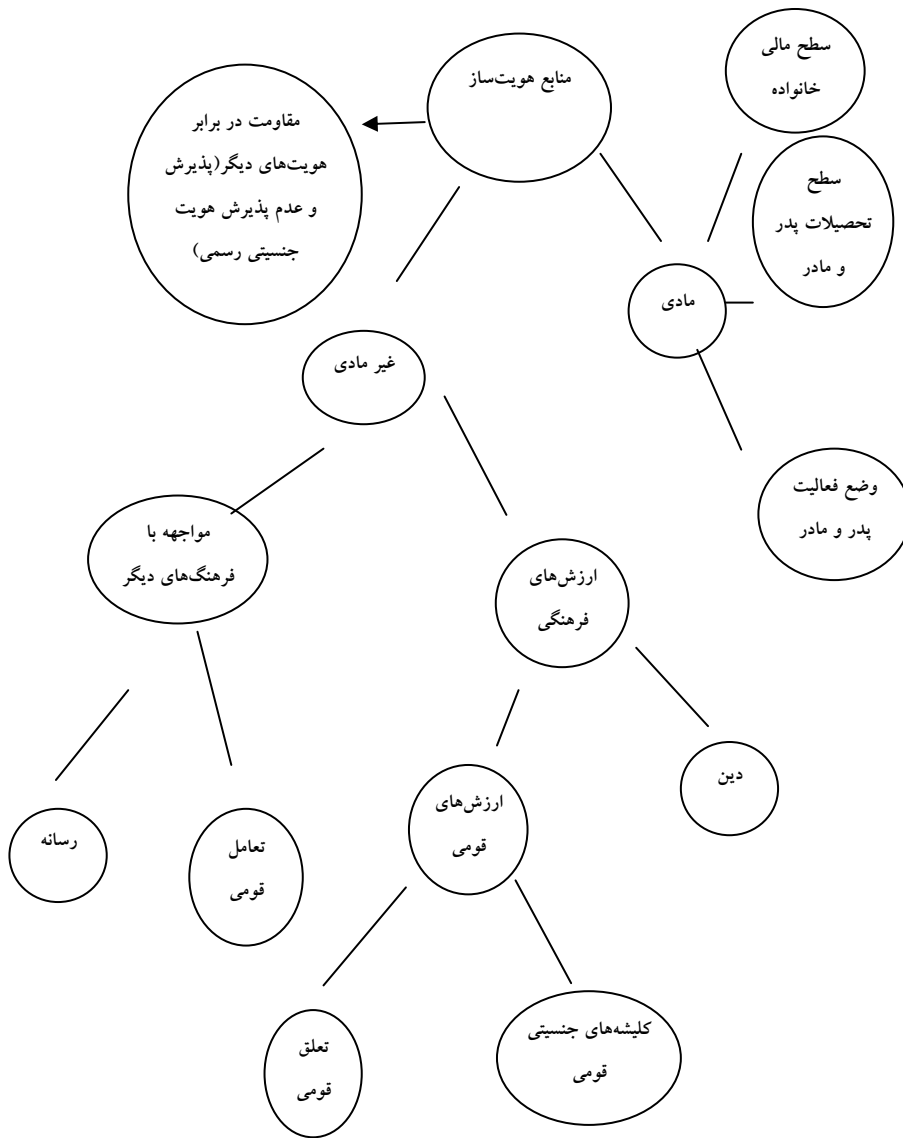 سطح مالی
خانواده
منابع هویت‌ساز
مقاومت در برابر
هویت‌های دیگر(پذیرش
و عدم پذیرش هویت
جنسیتی رسمی)
سطح
تحصیلات پدر
و مادر
مادی
غیر مادی
وضع فعالیت
پدر و مادر
مواجهه با
فرهنگ‌های دیگر
ارزش‌های
فرهنگی
دین
ارزش‌های
قومی
تعامل
قومی
رسانه
کلیشه‌های جنسیتی
قومی
تعلق
قومی